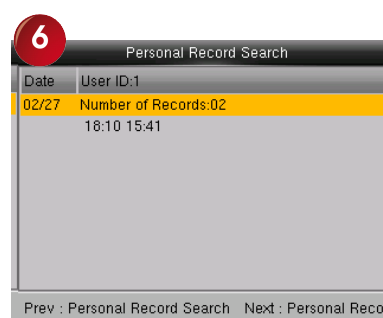 6
Personal Record Search
Date User ID:1
02/27 Number of Records:02
18:10 15:41
Prev : Personal Record Search Next : Personal Reco